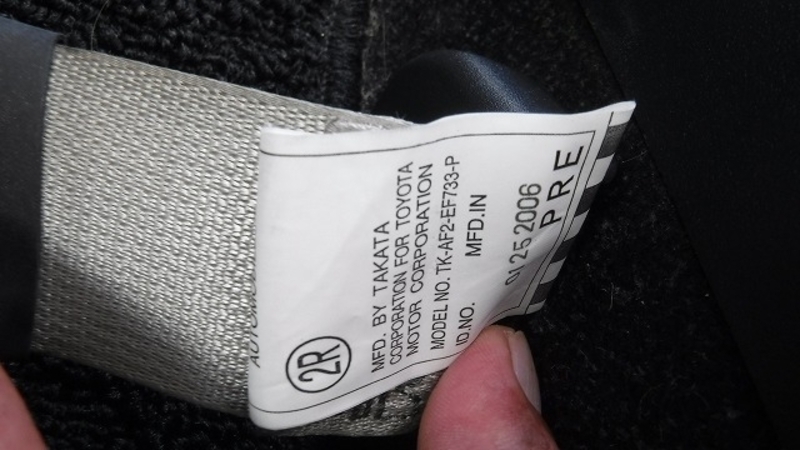 2R
MFD. BY TAKATA
CORPORATION FOR TOYOTA
MOTOR CORPORATION
MODEL NO. TK-AF2-EF733-P
ID.NO. MFD.IN
01 25 2006
PRE